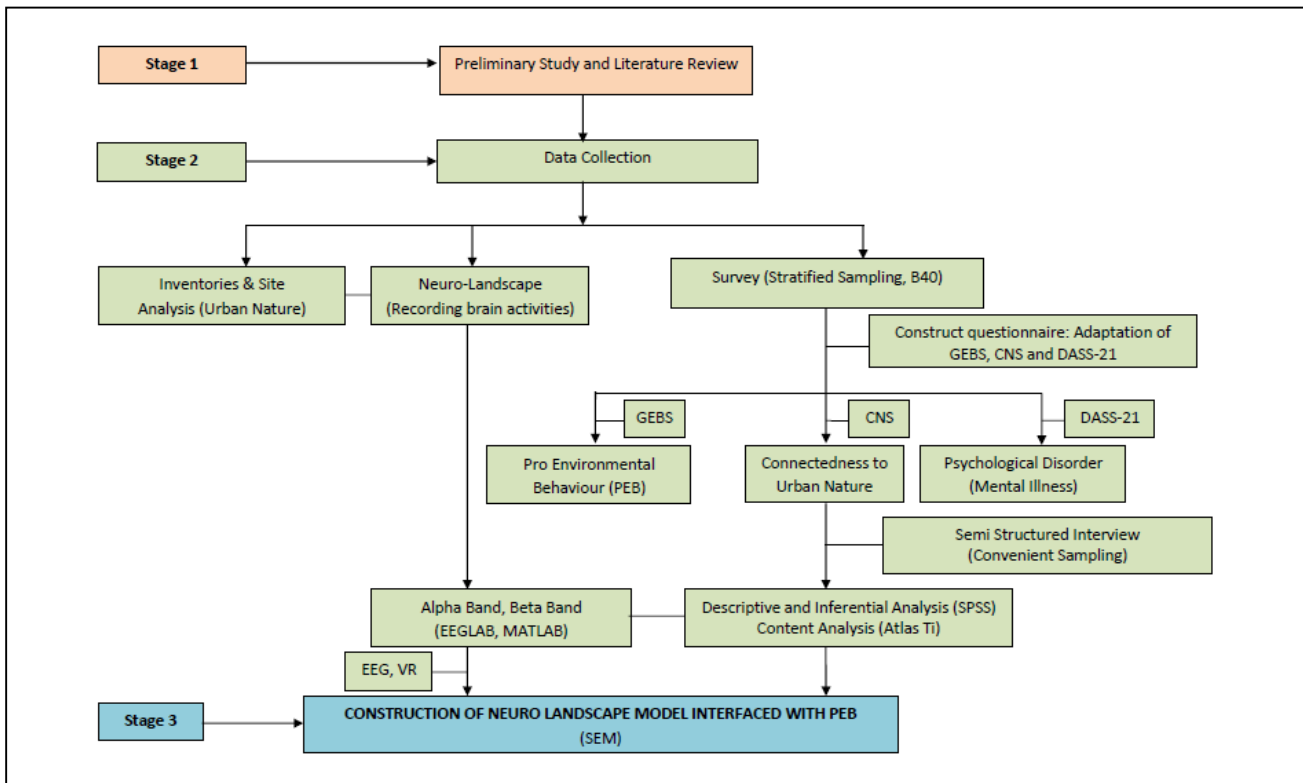 Stage 1
Preliminary Study and Literature Review
Stage 2
Data Collection
Inventories & Site
Analysis (Urban Nature)
Neuro-Landscape
(Recording brain activities)
Survey (Stratified Sampling, B40)
Construct questionnaire: Adaptation of
GEBS, CNS and DASS-21
GEBS
CNS
DASS-21
Pro Environmental
Behaviour (PEB)
Connectedness to
Urban Nature
Psychological Disorder
(Mental Illness)
Semi Structured Interview
(Convenient Sampling)
Alpha Band, Beta Band
(EEGLAB, MATLAB)
Descriptive and Inferential Analysis (SPSS)
Content Analysis (Atlas Ti)
EEG, VR
Stage 3
CONSTRUCTION OF NEURO LANDSCAPE MODEL INTERFACED WITH PEB
(SEM)